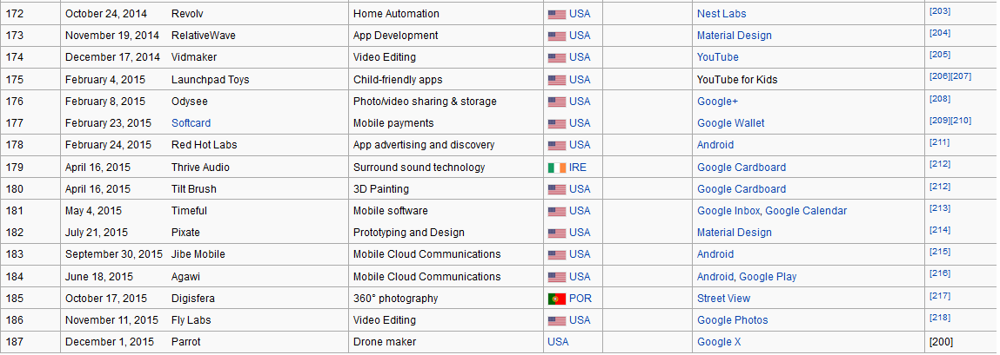 172 October 24, 2014 Revolv Home Automation USA Nest Labs [203]
173 November 19, 2014 RelativeWave App Development USA Material Design [204]
174 December 17, 2014 Vidmaker Video Editing USA YouTube [205]
175 February 4, 2015 Launchpad Toys Child-friendly apps USA YouTube for Kids [206][207]
176 February 8, 2015 Odysee Photo/video sharing & storage USA Google+ [208]
177 February 23, 2015 Softcard Mobile payments USA Google Wallet [209][210]
178 February 24, 2015 Red Hot Labs App advertising and discovery USA Android [211]
179 April 16, 2015 Thrive Audio Surround sound technology IRE Google Cardboard [212]
180 April 16, 2015 Tilt Brush 3D Painting USA Google Cardboard [212]
181 May 4, 2015 Timeful Mobile software USA Google Inbox, Google Calendar [213]
182 July 21, 2015 Pixate Prototyping and Design USA Material Design [214]
183 September 30, 2015 Jibe Mobile Mobile Cloud Communications USA Android [215]
184 June 18, 2015 Agawi Mobile Cloud Communications USA Android, Google Play [216]
185 October 17, 2015 Digisfera 360° photography POR Street View [217]
186 November 11, 2015 Fly Labs Video Editing USA Google Photos [218]
187 December 1, 2015 Parrot Drone maker USA Google X [200]